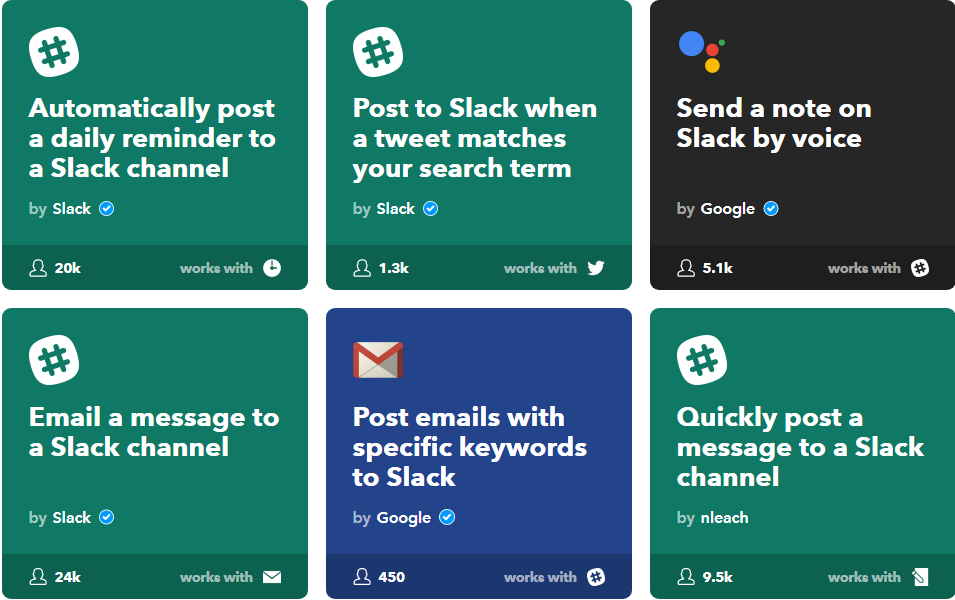 Automatically post
a daily reminder to
a Slack channel
by Slack
20k
works with
Post to Slack when
a tweet matches
your search term
by Slack
1.3k
works with
Send a note on
Slack by voice
by Google
5.1k
works with
Email a message to
a Slack channel
by Slack
24k
works with
Post emails with
specific keywords
to Slack
by Google
450
works with
Quickly post a
message to a Slack
channel
by nleach
9.5k
works with